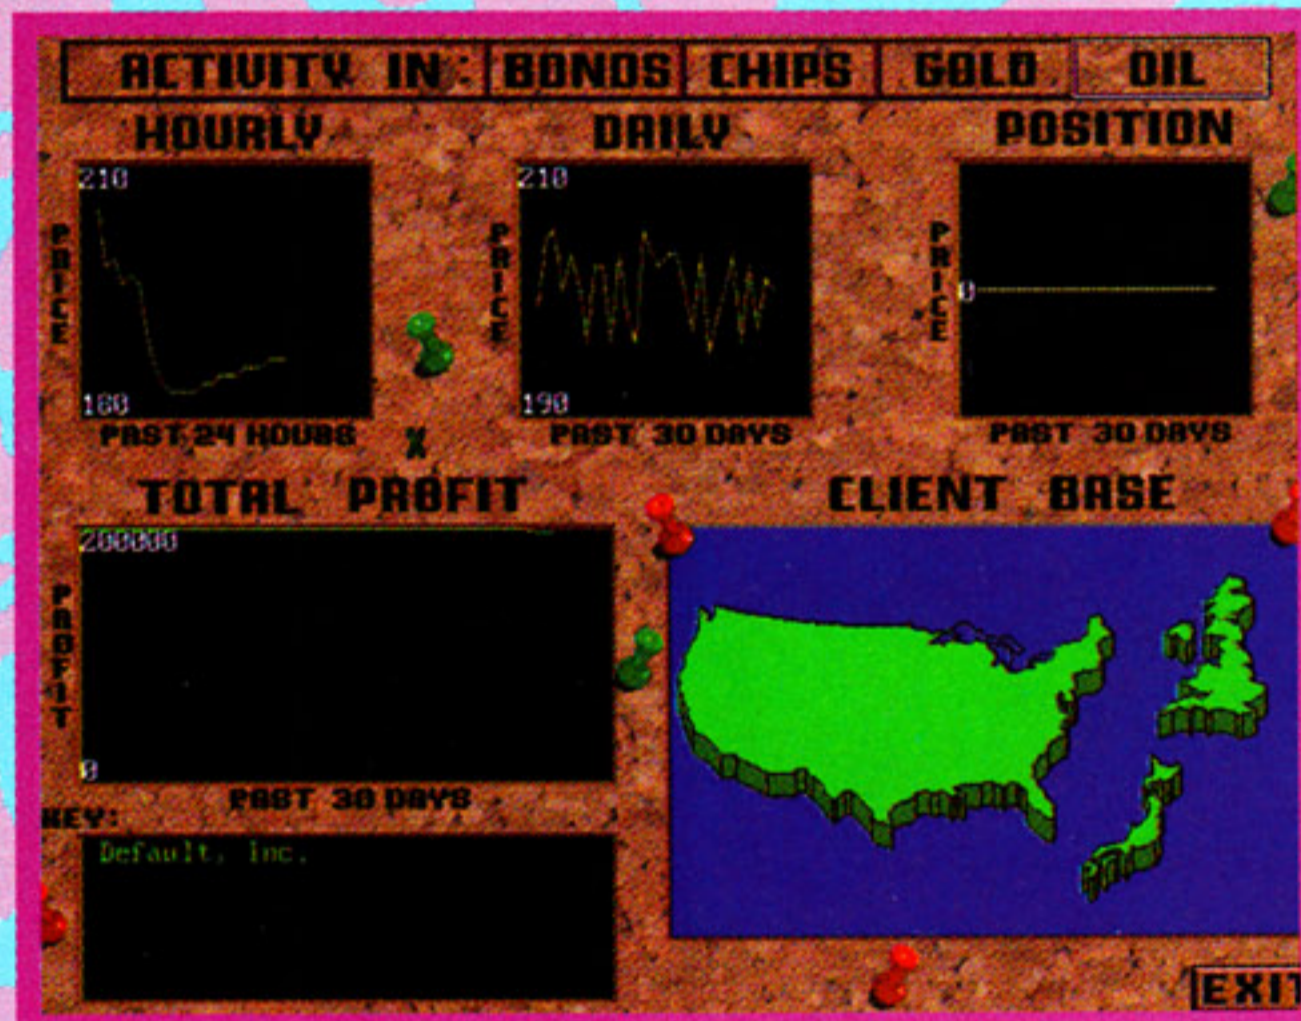 ACTIVITY IN: BONDS CHIPS GOLD OIL
HOURLY DAILY POSITION
210 210
PRICE PRICE PRICE
0
180 190
PAST 24 HOURS PAST 30 DAYS PAST 30 DAYS
X
TOTAL PROFIT CLIENT BASE
200000
PROFIT
0
PAST 30 DAYS
KEY:
Default, Inc.
EXIT